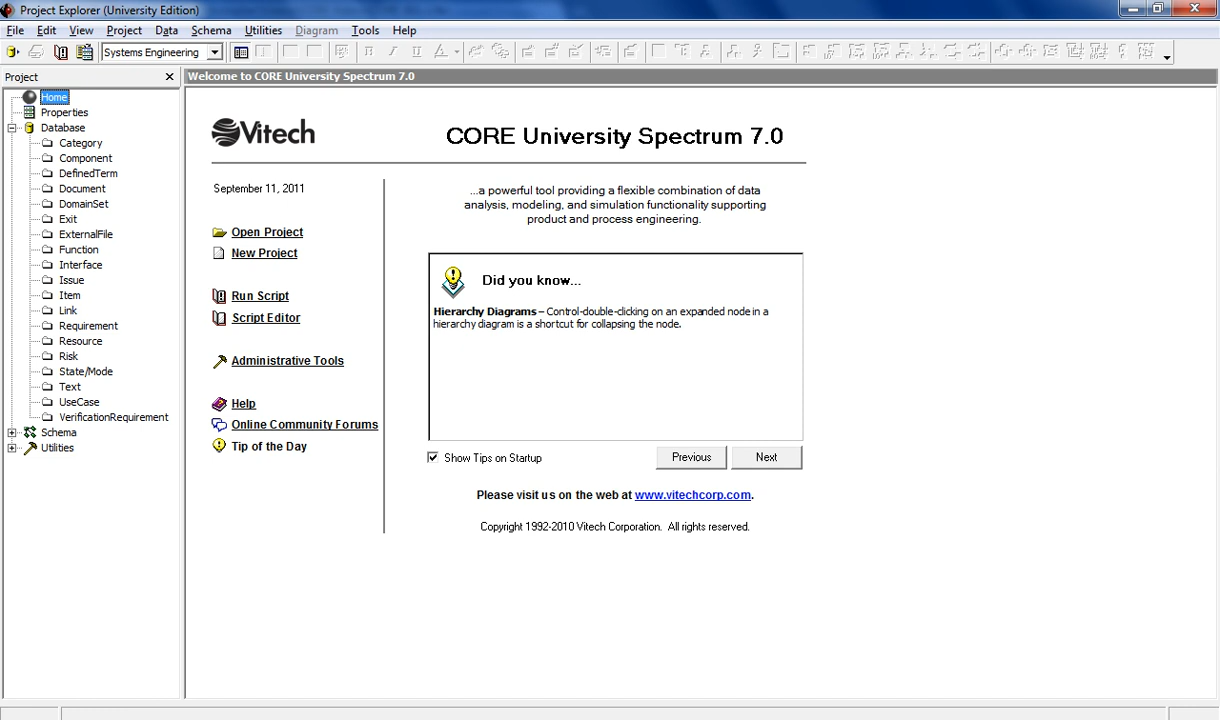 Project Explorer (University Edition)
File Edit View Project Data Schema Utilities Diagram Tools Help
Systems Engineering
Project
Home
Properties
Database
Category
Component
DefinedTerm
Document
DomainSet
Exit
ExternalFile
Function
Interface
Issue
Item
Link
Requirement
Resource
Risk
State/Mode
Text
UseCase
VerificationRequirement
Schema
Utilities
Welcome to CORE University Spectrum 7.0
Vitech
CORE University Spectrum 7.0
September 11, 2011
Open Project
New Project
Run Script
Script Editor
Administrative Tools
Help
Online Community Forums
Tip of the Day
...a powerful tool providing a flexible combination of data
analysis, modeling, and simulation functionality supporting
product and process engineering.
Did you know...
Hierarchy Diagrams – Control-double-clicking on an expanded node in a
hierarchy diagram is a shortcut for collapsing the node.
Show Tips on Startup
Previous
Next
Please visit us on the web at www.vitechcorp.com.
Copyright 1992-2010 Vitech Corporation. All rights reserved.